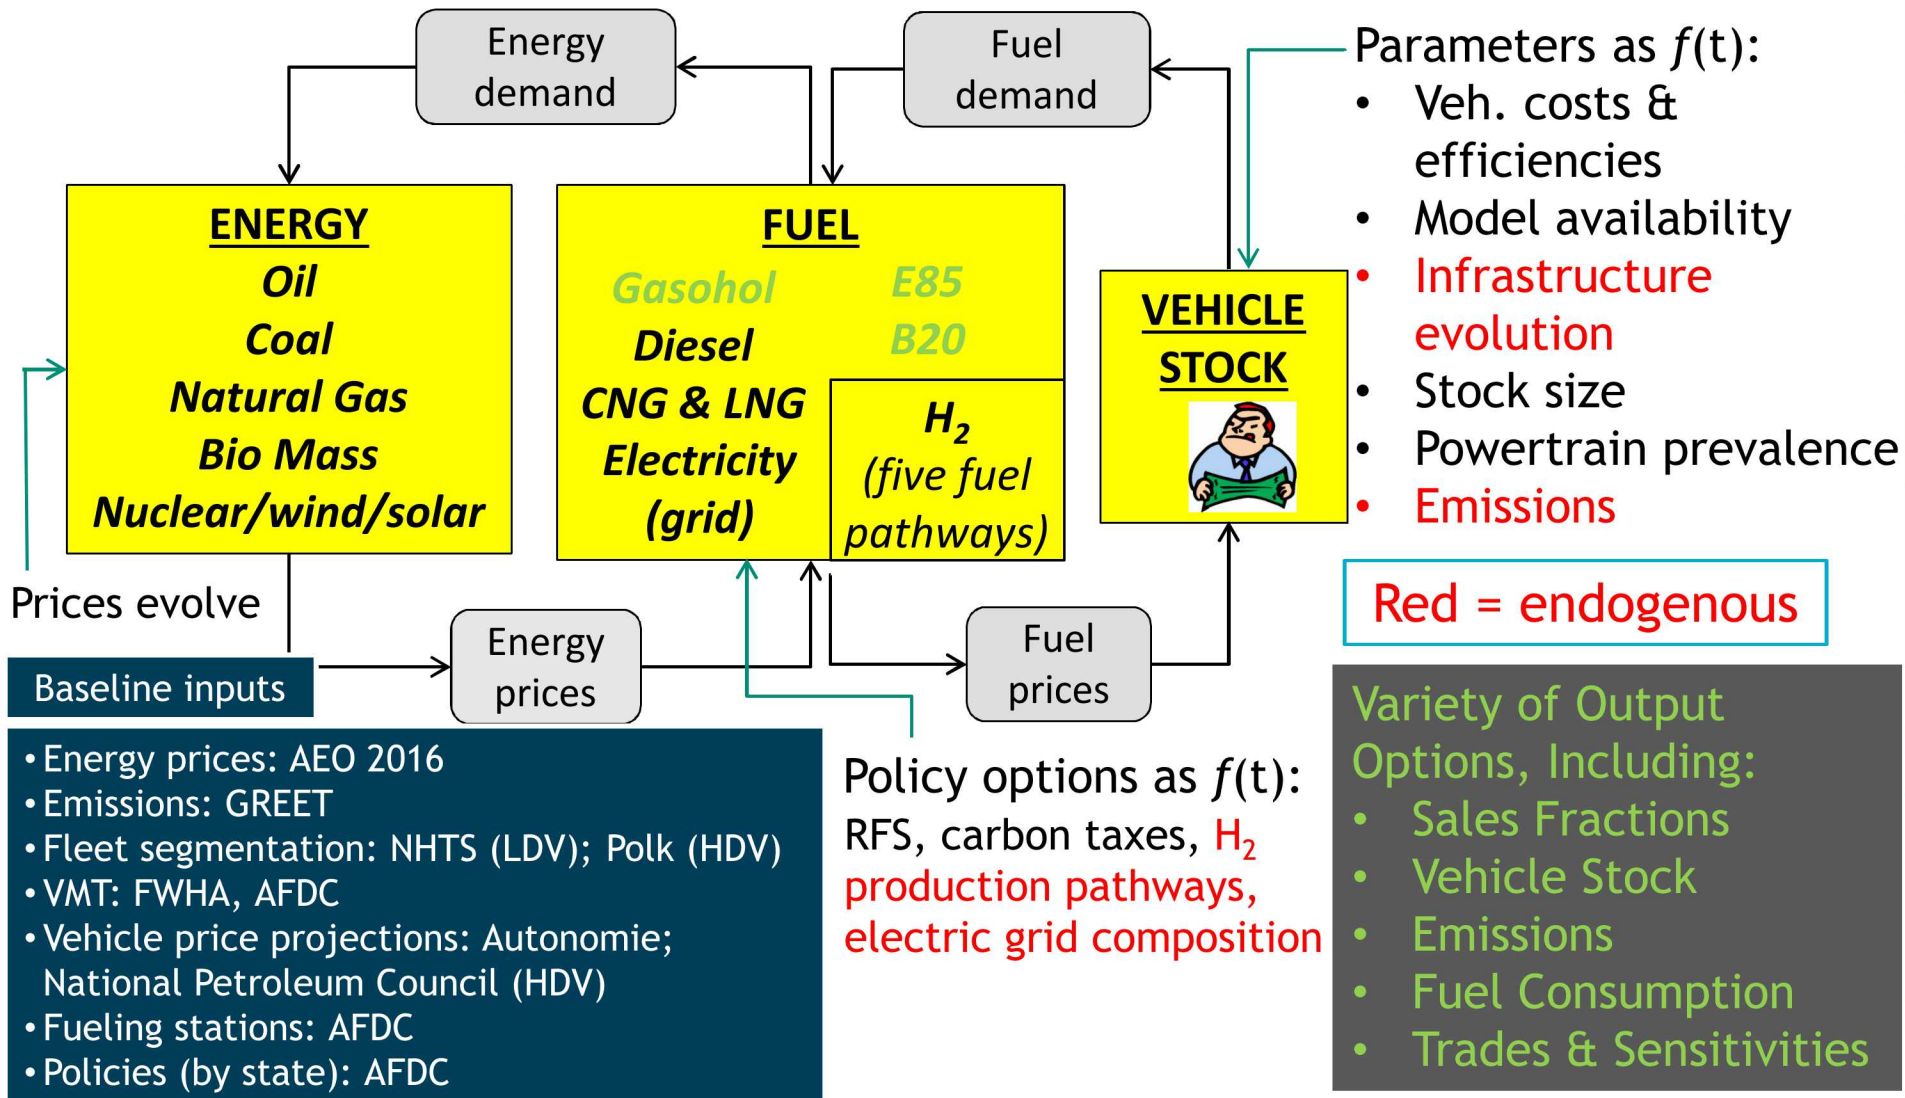 Energy
demand
Fuel
demand
Parameters as f(t):
• Veh. costs &
efficiencies
• Model availability
• Infrastructure
evolution
• Stock size
• Powertrain prevalence
• Emissions
ENERGY
Oil
Coal
Natural Gas
Bio Mass
Nuclear/wind/solar
FUEL
Gasohol
Diesel
CNG & LNG
Electricity
(grid)
E85
B20
H2
(five fuel
pathways)
VEHICLE
STOCK
Red = endogenous
Prices evolve
Energy
prices
Fuel
prices
Baseline inputs
• Energy prices: AEO 2016
• Emissions: GREET
• Fleet segmentation: NHTS (LDV); Polk (HDV)
• VMT: FWHA, AFDC
• Vehicle price projections: Autonomie;
National Petroleum Council (HDV)
• Fueling stations: AFDC
• Policies (by state): AFDC
Policy options as f(t):
RFS, carbon taxes, H2
production pathways,
electric grid composition
Variety of Output
Options, Including:
• Sales Fractions
• Vehicle Stock
• Emissions
• Fuel Consumption
• Trades & Sensitivities